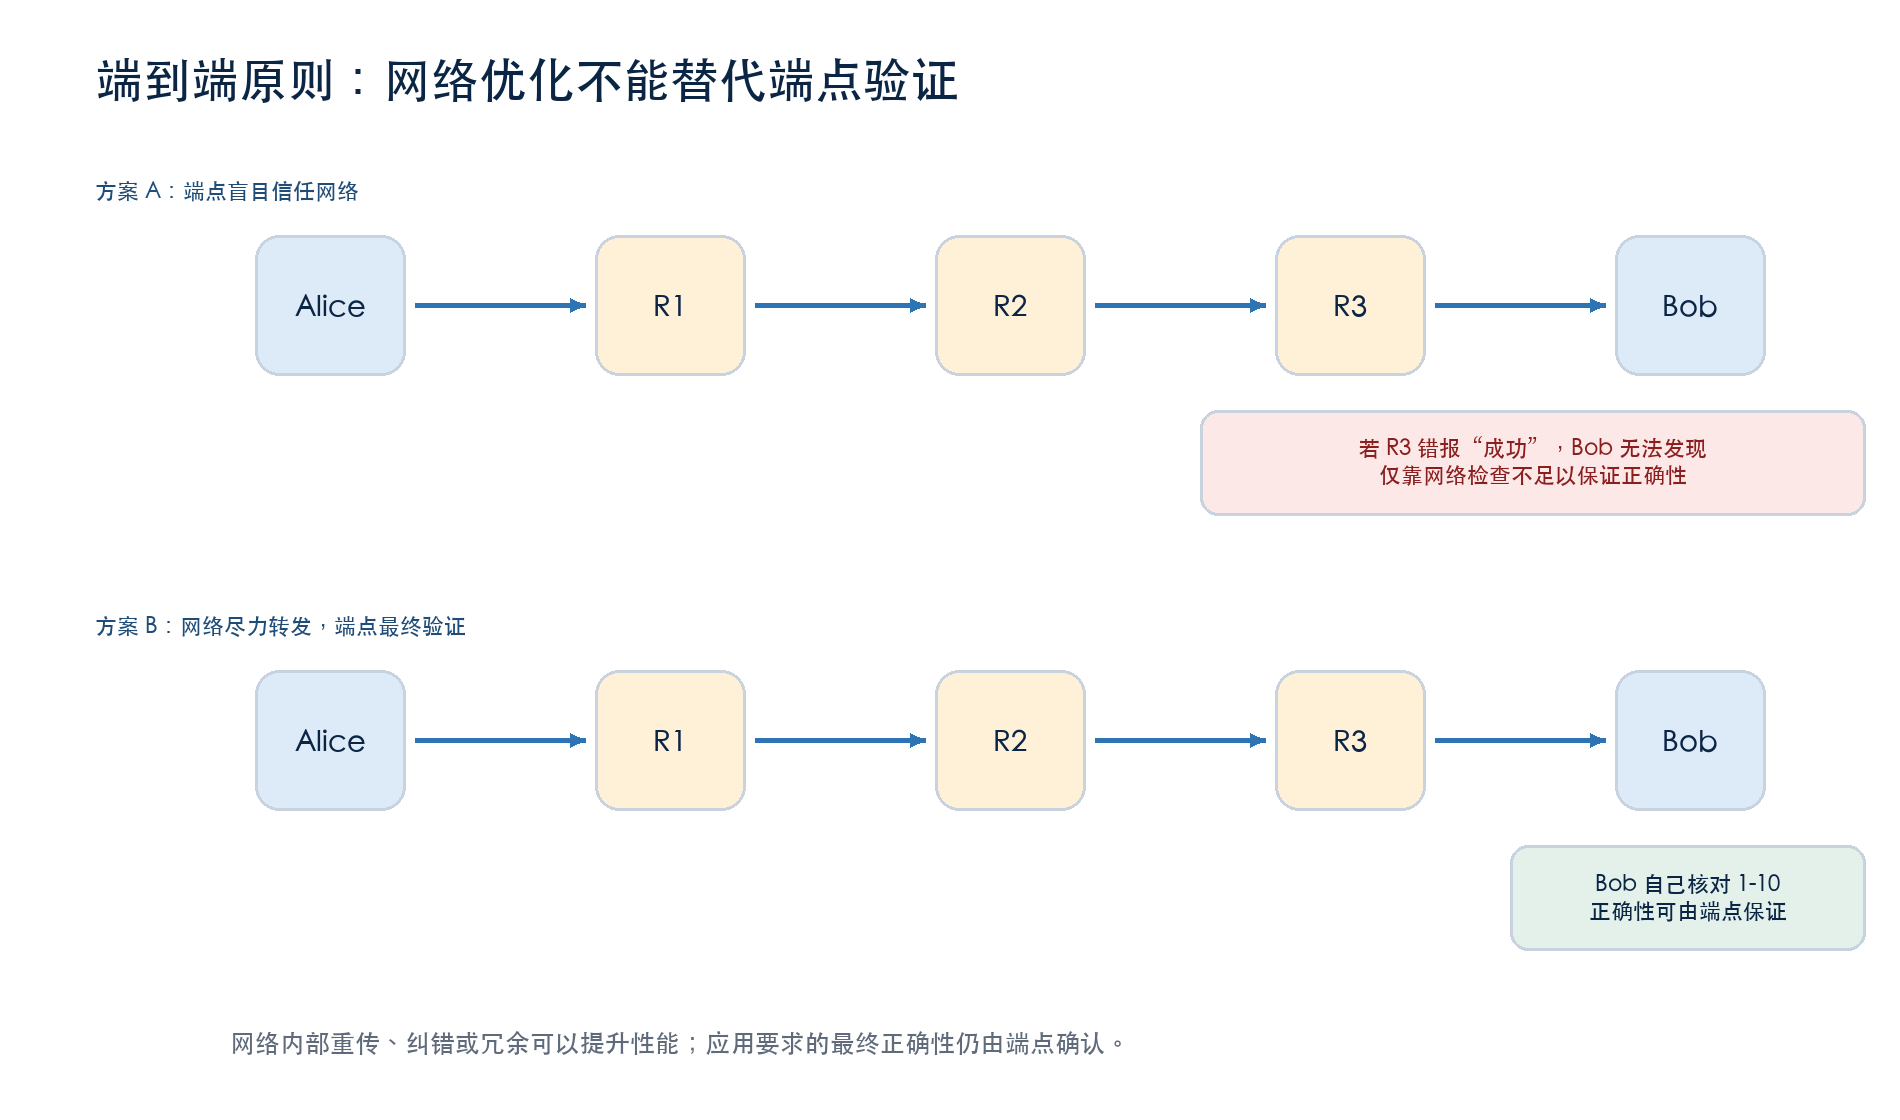 端到端原则：网络优化不能替代端点验证
方案 A：端点盲目信任网络
Alice
R1
R2
R3
Bob
若 R3 错报“成功”，Bob 无法发现
仅靠网络检查不足以保证正确性
方案 B：网络尽力转发，端点最终验证
Alice
R1
R2
R3
Bob
Bob 自己核对 1-10
正确性可由端点保证
网络内部重传、纠错或冗余可以提升性能；应用要求的最终正确性仍由端点确认。